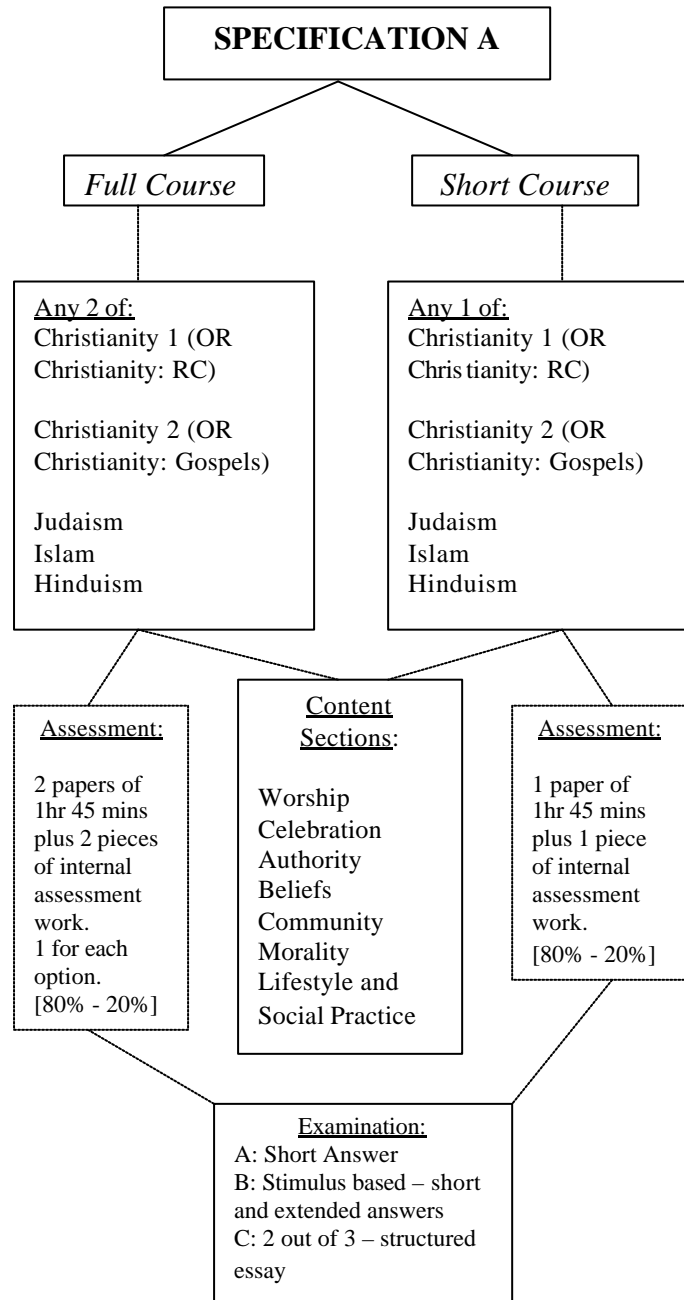 SPECIFICATION A
Full Course
Short Course
Any 2 of:
Christianity 1 (OR
Christianity: RC)
Christianity 2 (OR
Christianity: Gospels)
Judaism
Islam
Hinduism
Any 1 of:
Christianity 1 (OR
Christianity: RC)
Christianity 2 (OR
Christianity: Gospels)
Judaism
Islam
Hinduism
Assessment:
2 papers of
1hr 45 mins
plus 2 pieces
of internal
assessment
work.
1 for each
option.
[80% - 20%]
Content
Sections:
Worship
Celebration
Authority
Beliefs
Community
Morality
Lifestyle and
Social Practice
Assessment:
1 paper of
1hr 45 mins
plus 1 piece
of internal
assessment
work.
[80% - 20%]
Examination:
A: Short Answer
B: Stimulus based – short
and extended answers
C: 2 out of 3 – structured
essay